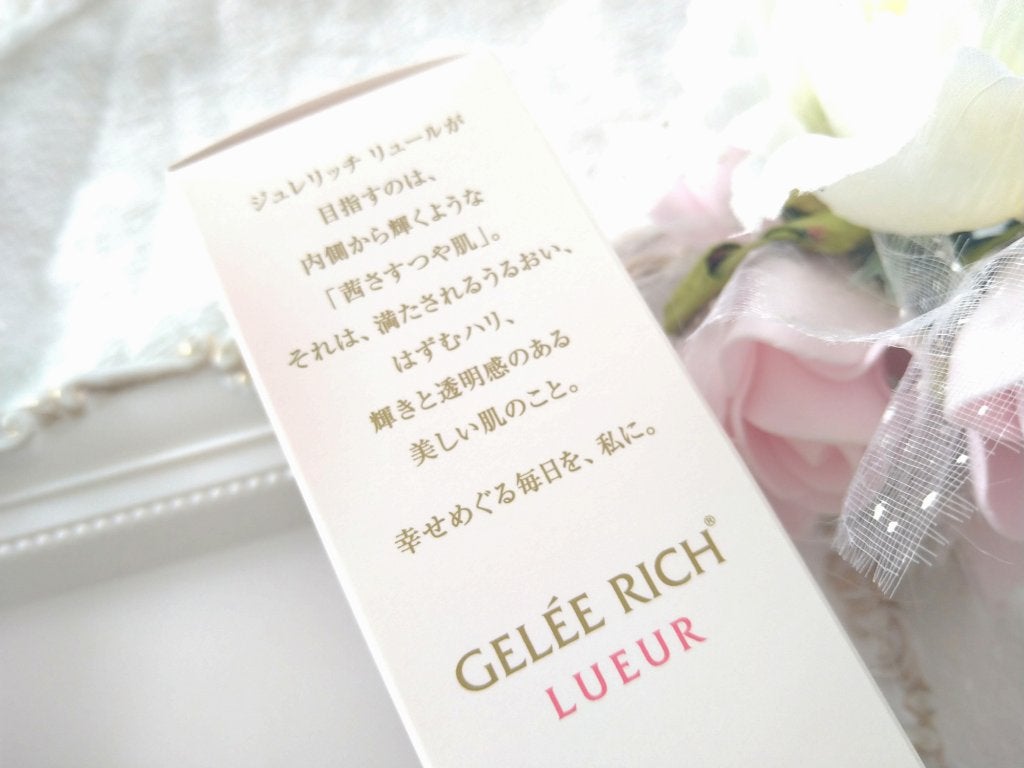 ジュレリッチ リュールが
目指すのは、
内側から輝くような
「茜さすつや肌」。
それは、満たされるうるおい、
はずむハリ、
輝きと透明感のある
美しい肌のこと。
幸せめぐる毎日を、私に。
GELÉE RICH®
LUEUR